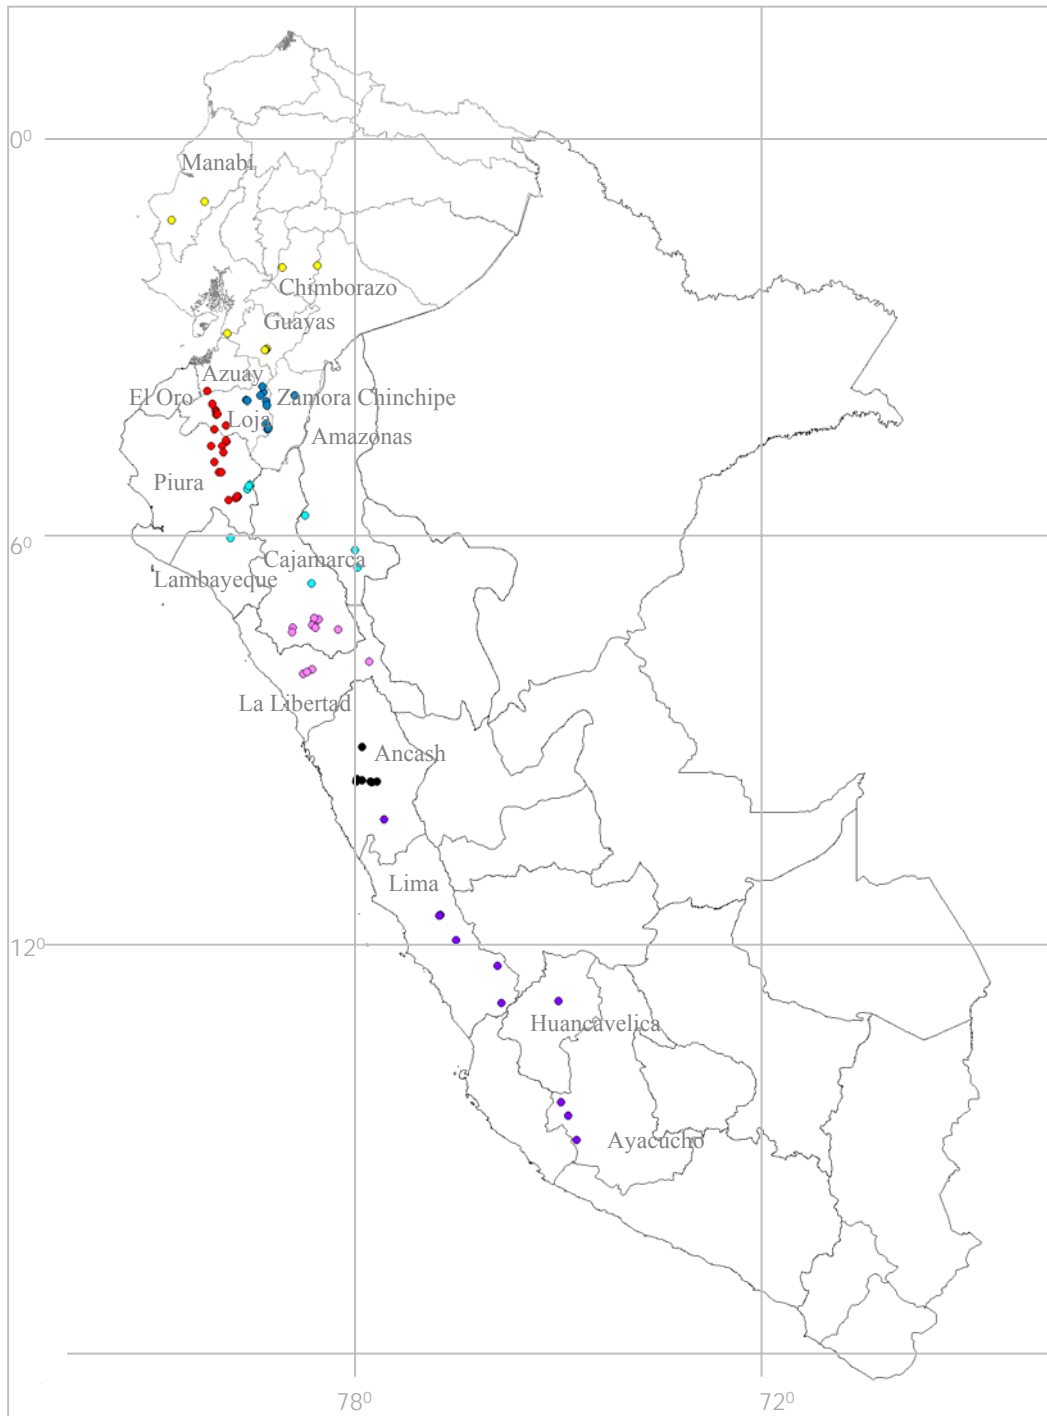 0⁰
Manabí
Chimborazo
Guayas
Azuay
El Oro
Zamora Chinchipe
Loja
Amazonas
Piura
6⁰
Cajamarca
Lambayeque
La Libertad
Ancash
Lima
12⁰
Huancavelica
Ayacucho
78⁰
72⁰